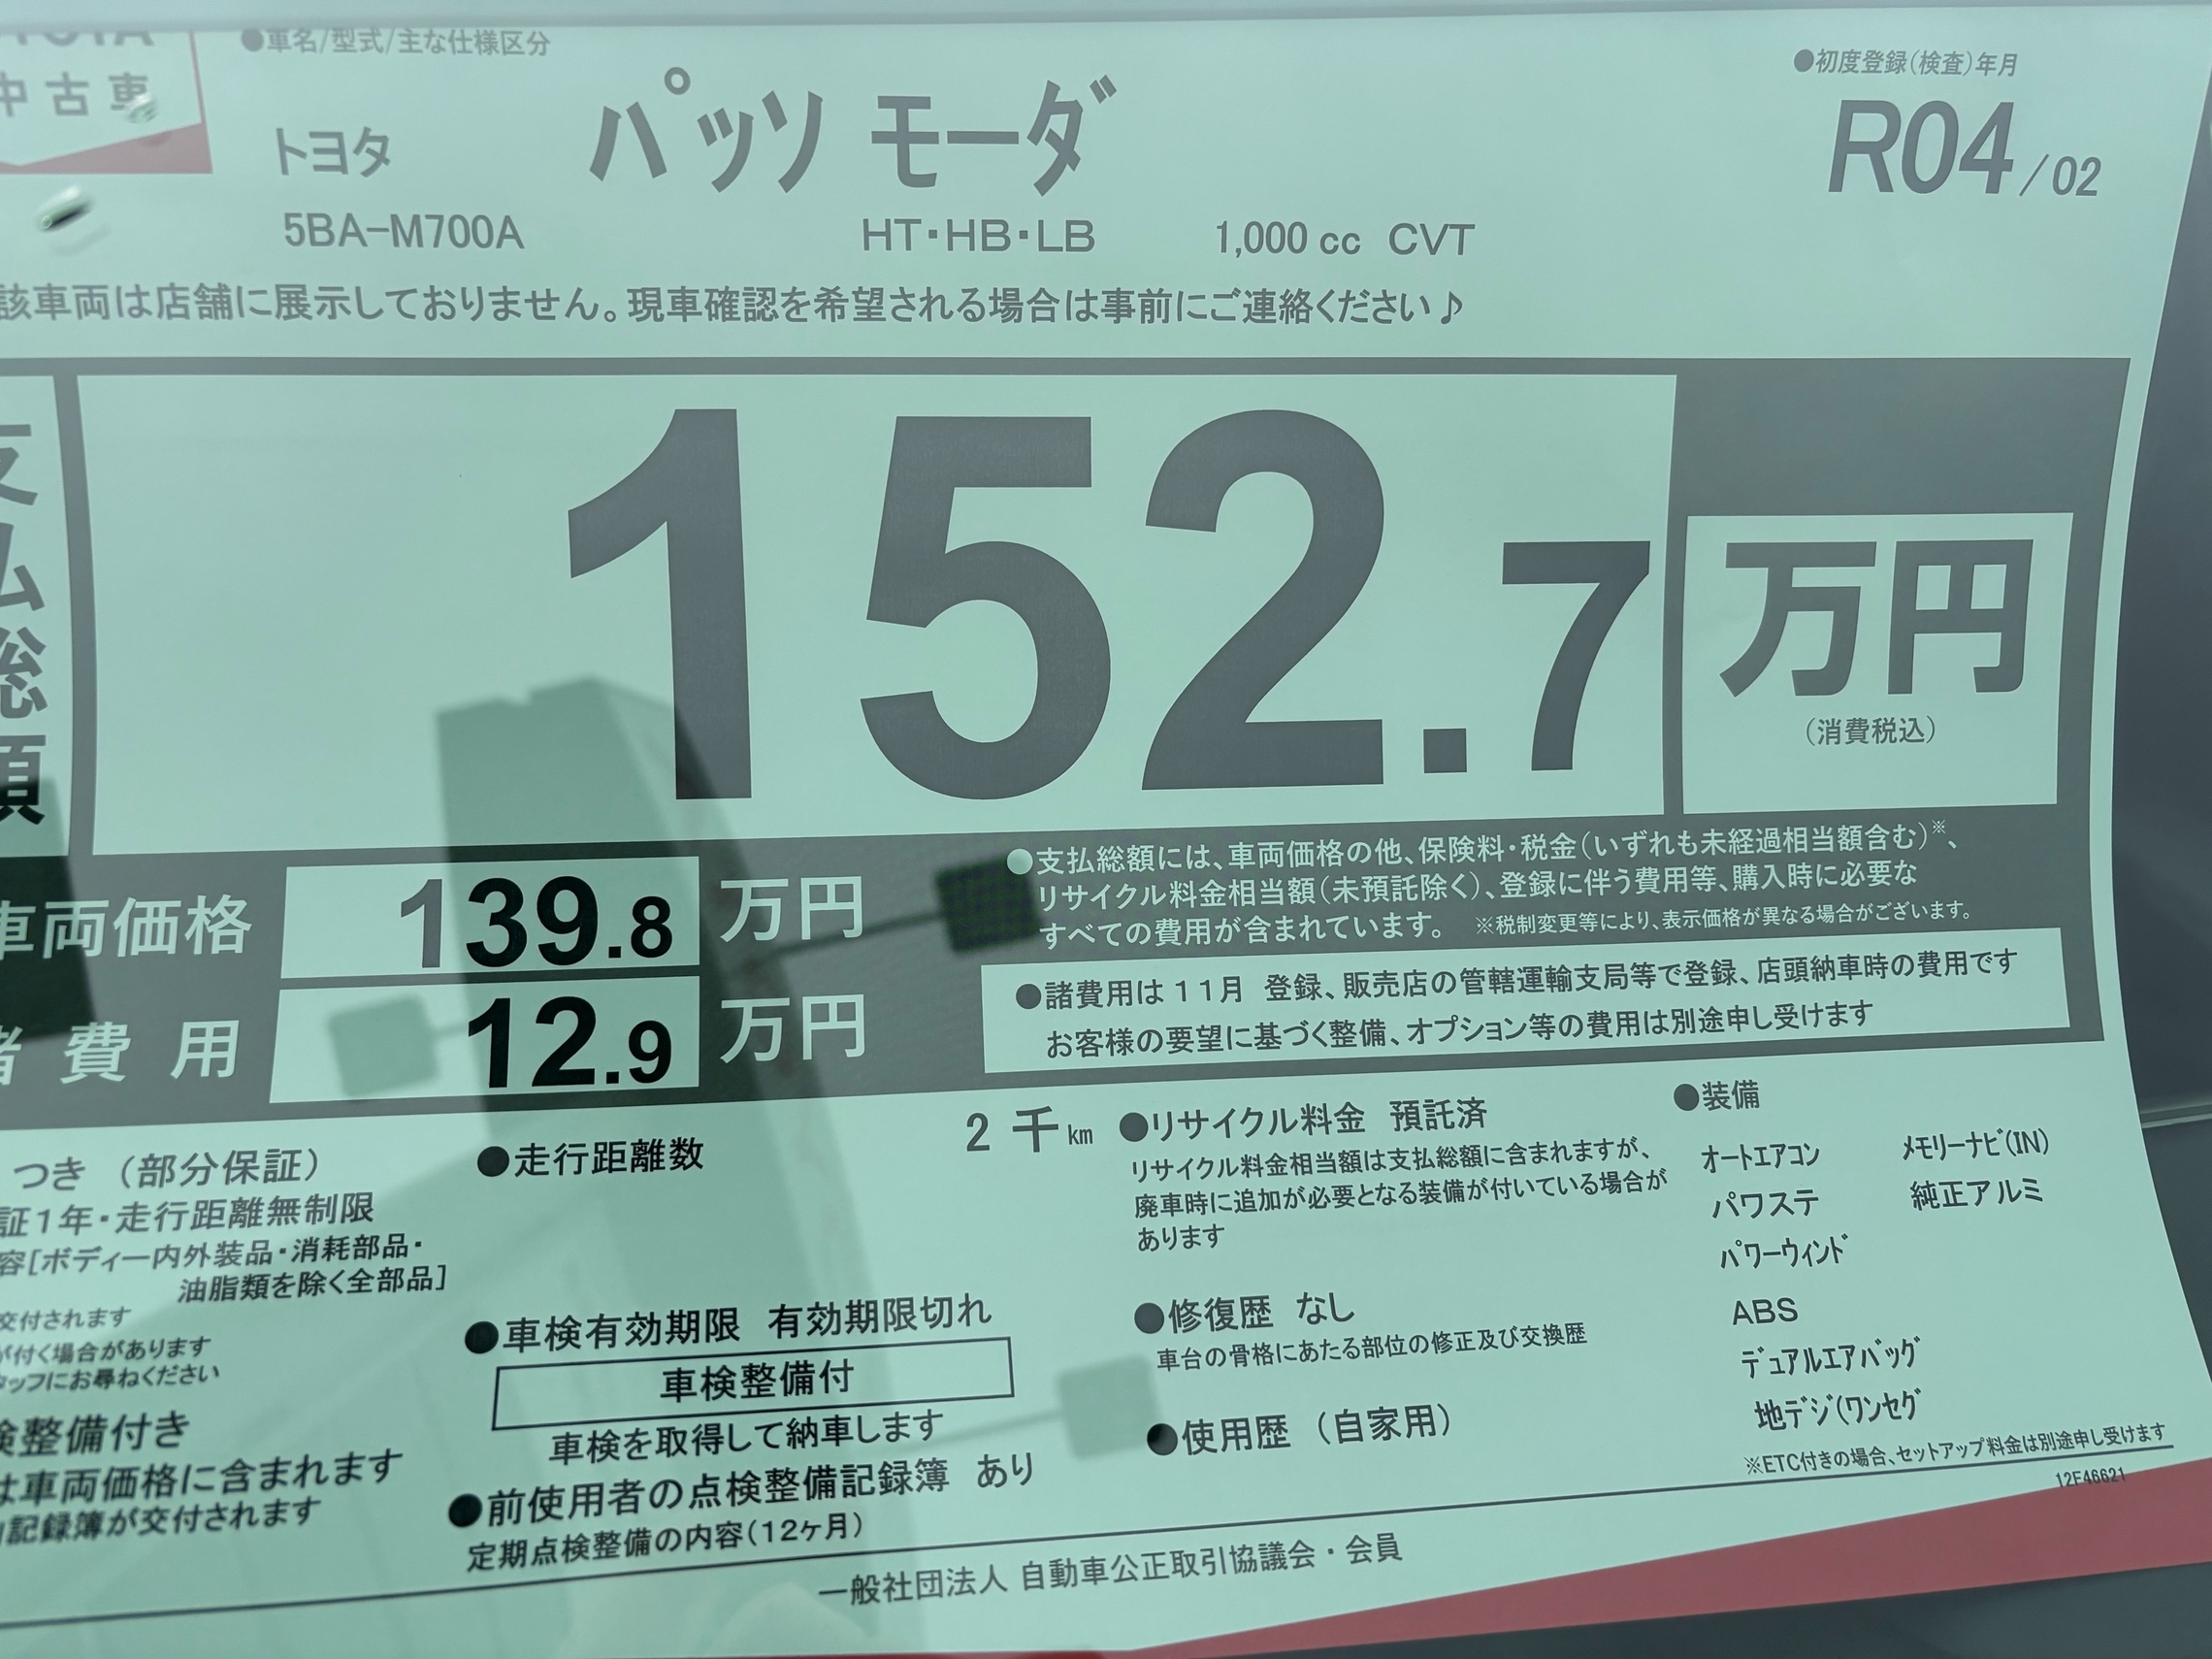 中古車
●車名/型式/主な仕様区分
●初度登録(検査)年月
トヨタ
パッソ モーダ
R04/02
5BA-M700A
HT・HB・LB
1,000 cc CVT
該車両は店舗に展示しておりません。現車確認を希望される場合は事前にご連絡ください♪
支払総額
152.7
万円
(消費税込)
車両価格
139.8
万円
諸費用
12.9
万円
●支払総額には、車両価格の他、保険料・税金(いずれも未経過相当額含む)※、
リサイクル料金相当額(未預託除く)、登録に伴う費用等、購入時に必要な
すべての費用が含まれています。 ※税制変更等により、表示価格が異なる場合がございます。
●諸費用は11月 登録、販売店の管轄運輸支局等で登録、店頭納車時の費用です
お客様の要望に基づく整備、オプション等の費用は別途申し受けます
つき (部分保証)
証1年・走行距離無制限
容[ボディー内外装品・消耗部品・
油脂類を除く全部品]
交付されます
が付く場合があります
タッフにお尋ねください
検整備付き
は車両価格に含まれます
記録簿が交付されます
●走行距離数
2 千km
●車検有効期限 有効期限切れ
車検整備付
車検を取得して納車します
●前使用者の点検整備記録簿 あり
定期点検整備の内容(12ヶ月)
●リサイクル料金 預託済
リサイクル料金相当額は支払総額に含まれますが、
廃車時に追加が必要となる装備が付いている場合が
あります
●修復歴 なし
車台の骨格にあたる部位の修正及び交換歴
●使用歴 (自家用)
●装備
オートエアコン
メモリーナビ(IN)
パワステ
純正アルミ
パワーウィンド
ABS
デュアルエアバッグ
地デジ(ワンセグ
※ETC付きの場合、セットアップ料金は別途申し受けます
12E46621
一般社団法人 自動車公正取引協議会・会員